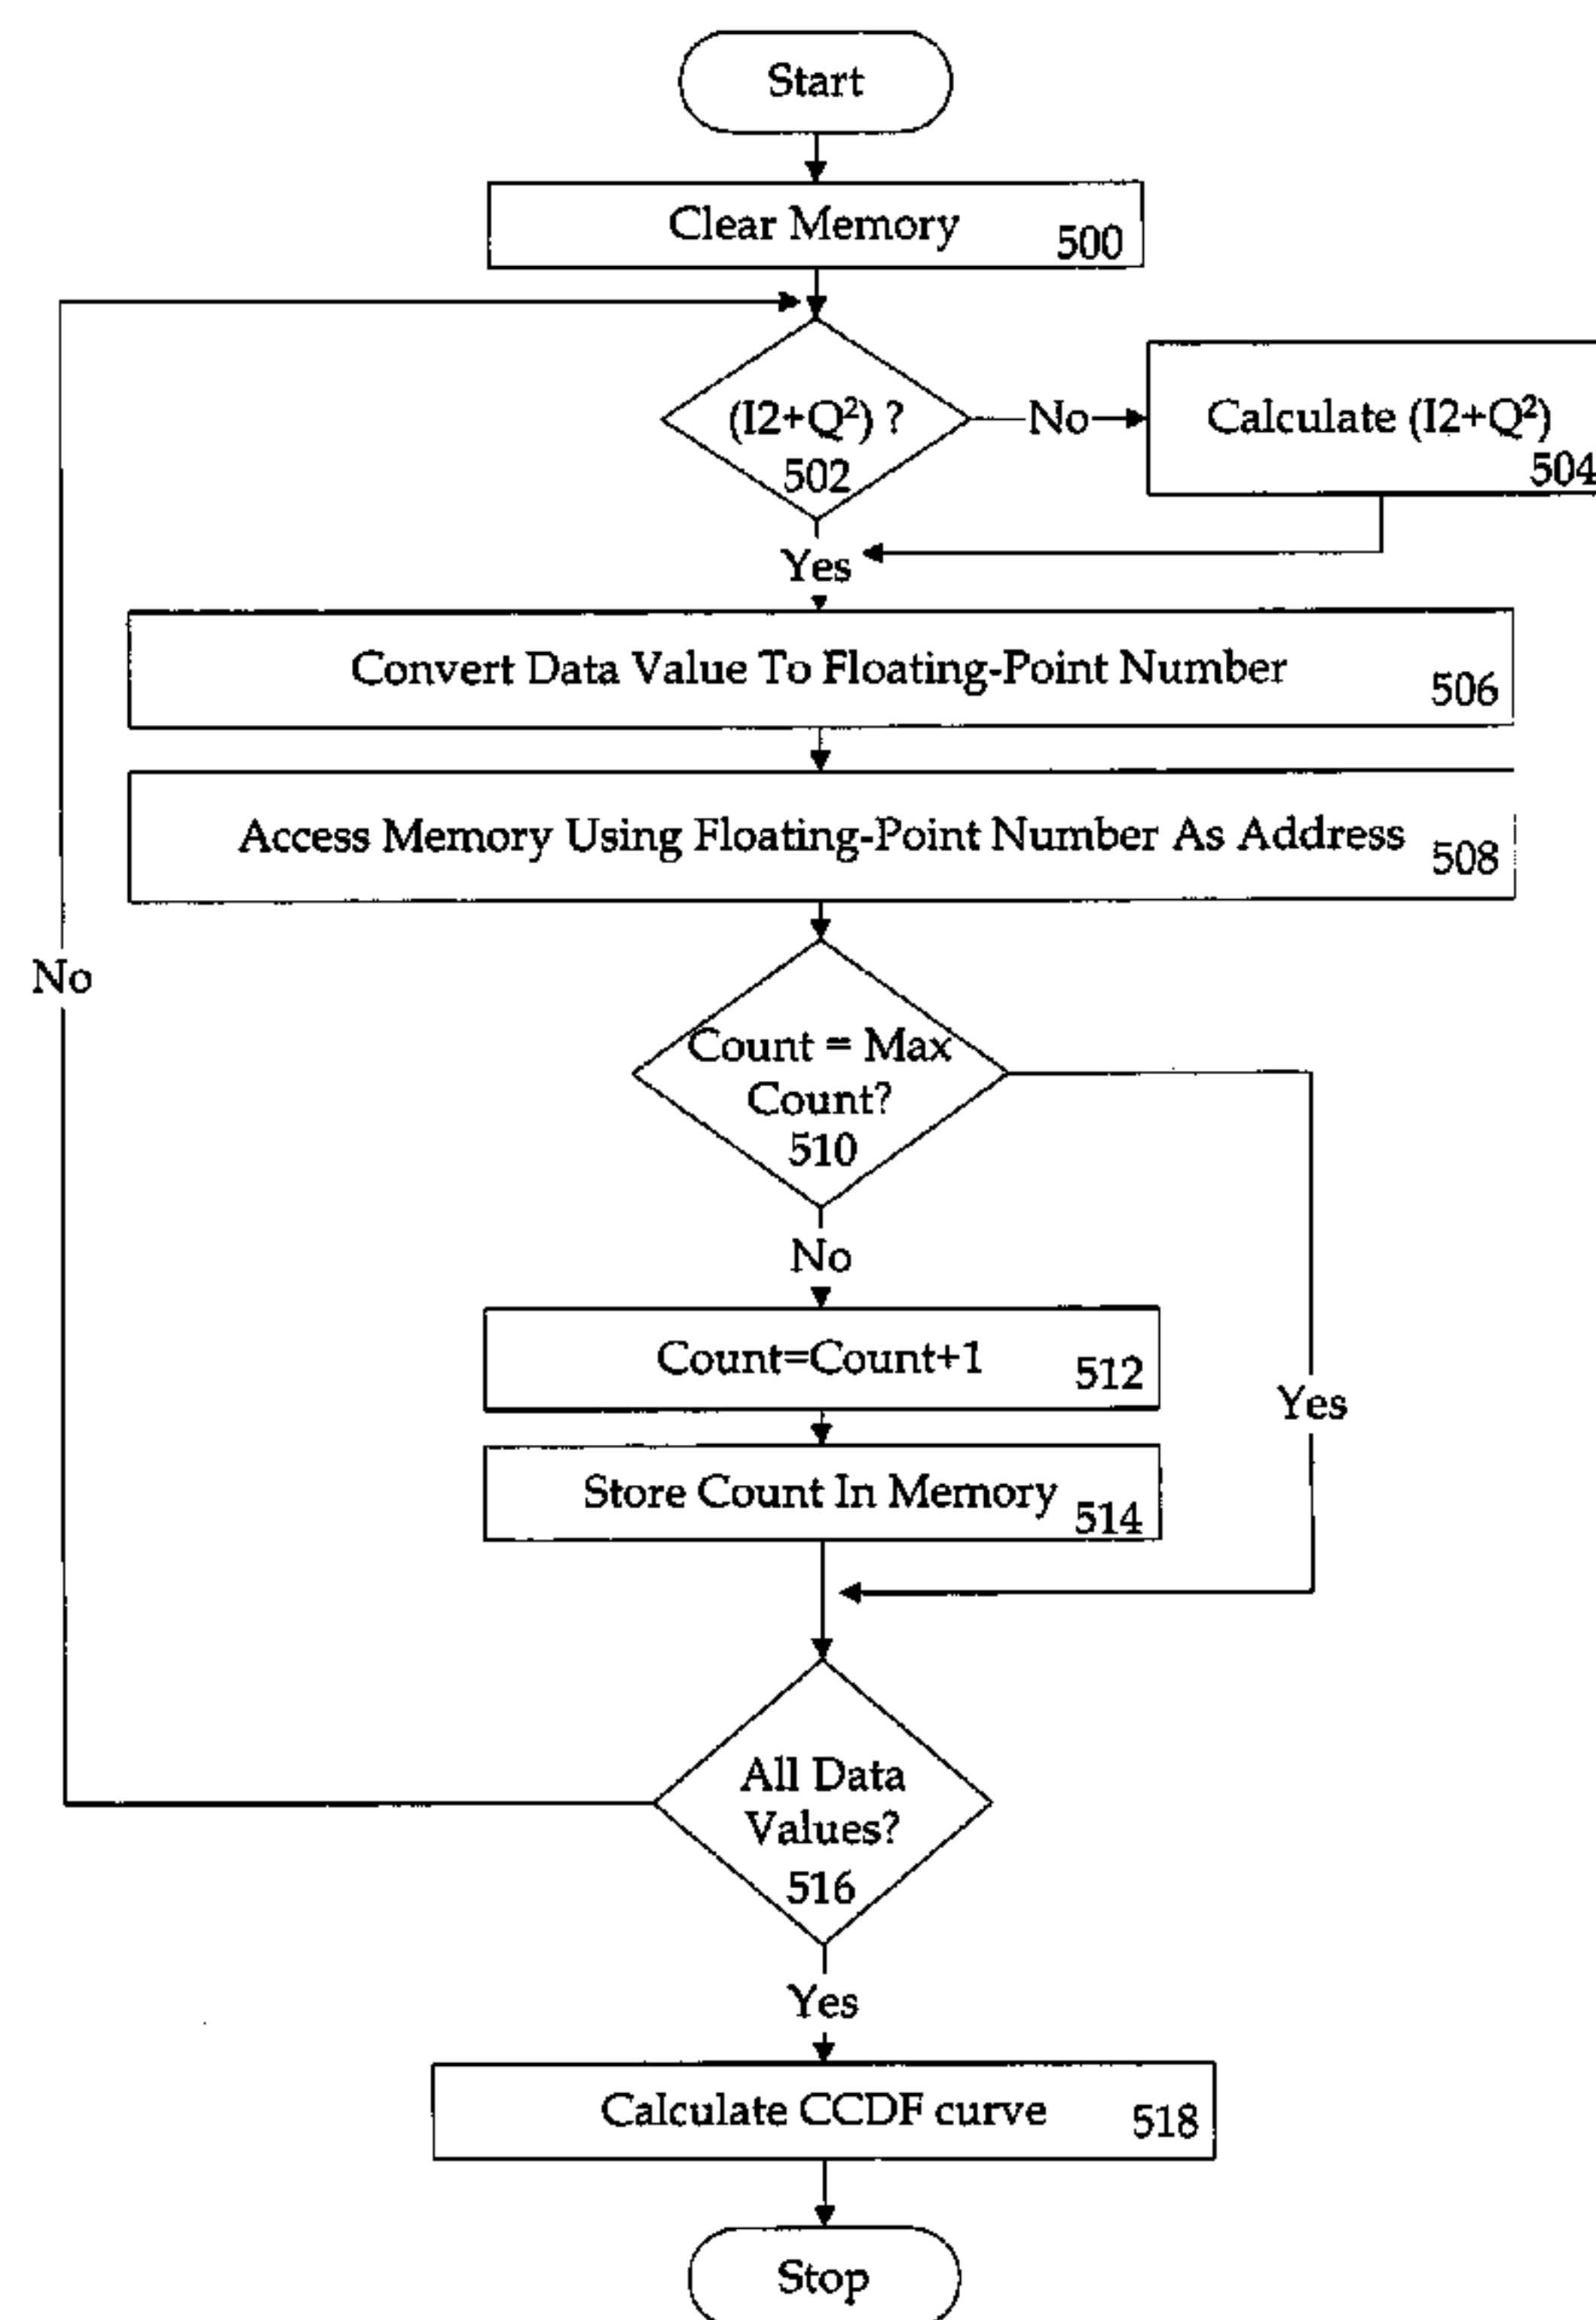 Start
Clear Memory
500
(I2+Q²) ?
502
No
Calculate (I2+Q²)
504
Yes
Convert Data Value To Floating-Point Number
506
Access Memory Using Floating-Point Number As Address
508
No
Count = Max
Count?
510
No
Count=Count+1
512
Yes
Store Count In Memory
514
All Data
Values?
516
Yes
Calculate CCDF curve
518
Stop